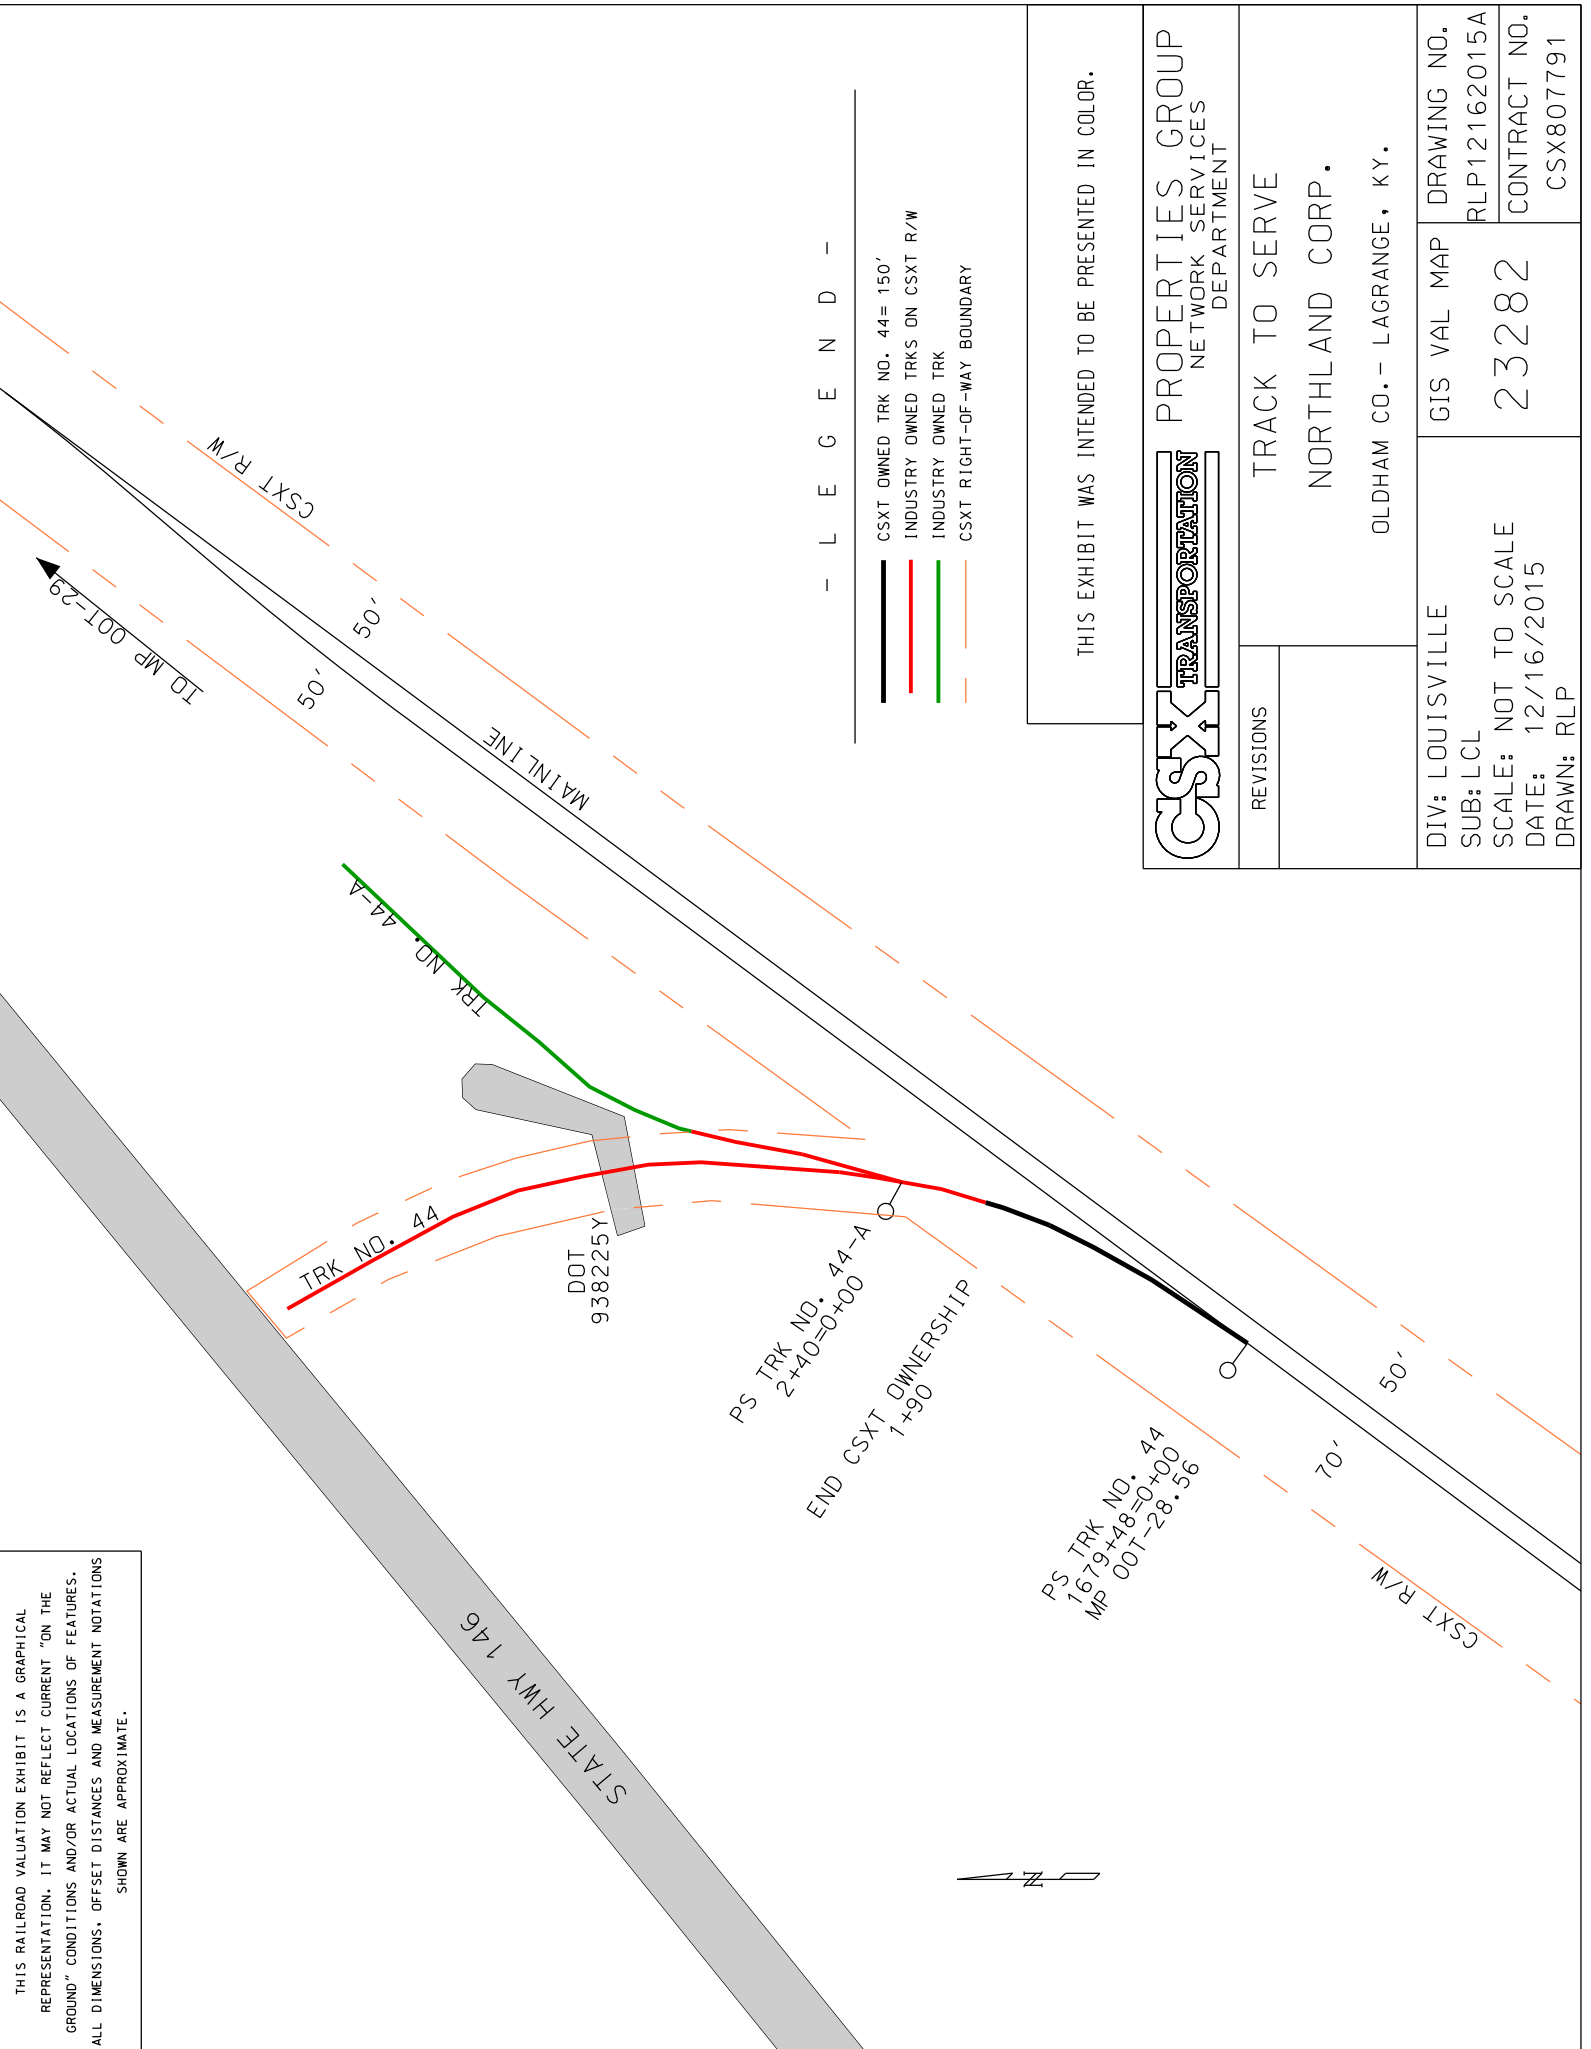 THIS RAILROAD VALUATION EXHIBIT IS A GRAPHICAL
REPRESENTATION. IT MAY NOT REFLECT CURRENT "ON THE
GROUND" CONDITIONS AND/OR ACTUAL LOCATIONS OF FEATURES.
ALL DIMENSIONS, OFFSET DISTANCES AND MEASUREMENT NOTATIONS
SHOWN ARE APPROXIMATE.
STATE HWY 146
TO MP 00T-29
CSXT R/W
50'
50'
MAINLINE
TRK NO. 44-A
TRK NO. 44
DOT
938225Y
PS TRK NO. 44-A
2+40=0+00
END CSXT OWNERSHIP
1+90
PS TRK NO. 44
1679+48=0+00
MP 00T-28.56
70'
50'
CSXT R/W
N
- L E G E N D -
CSXT OWNED TRK NO. 44= 150'
INDUSTRY OWNED TRKS ON CSXT R/W
INDUSTRY OWNED TRK
CSXT RIGHT-OF-WAY BOUNDARY
THIS EXHIBIT WAS INTENDED TO BE PRESENTED IN COLOR.
CSX TRANSPORTATION
PROPERTIES GROUP
NETWORK SERVICES
DEPARTMENT
REVISIONS
TRACK TO SERVE
NORTHLAND CORP.
OLDHAM CO.- LAGRANGE, KY.
DIV: LOUISVILLE
SUB: LCL
SCALE: NOT TO SCALE
DATE: 12/16/2015
DRAWN: RLP
GIS VAL MAP
23282
DRAWING NO.
RLP12162015A
CONTRACT NO.
CSX807791